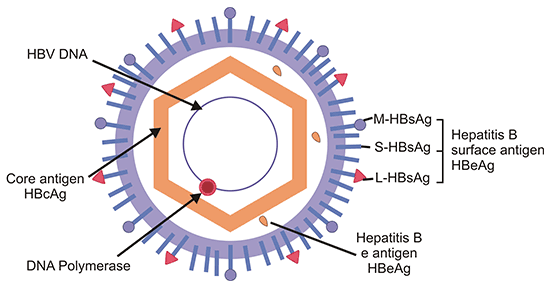 HBV DNA
Core antigen
HBcAg
DNA Polymerase
M-HBsAg
S-HBsAg
L-HBsAg
Hepatitis B
surface antigen
HBeAg
Hepatitis B
e antigen
HBeAg